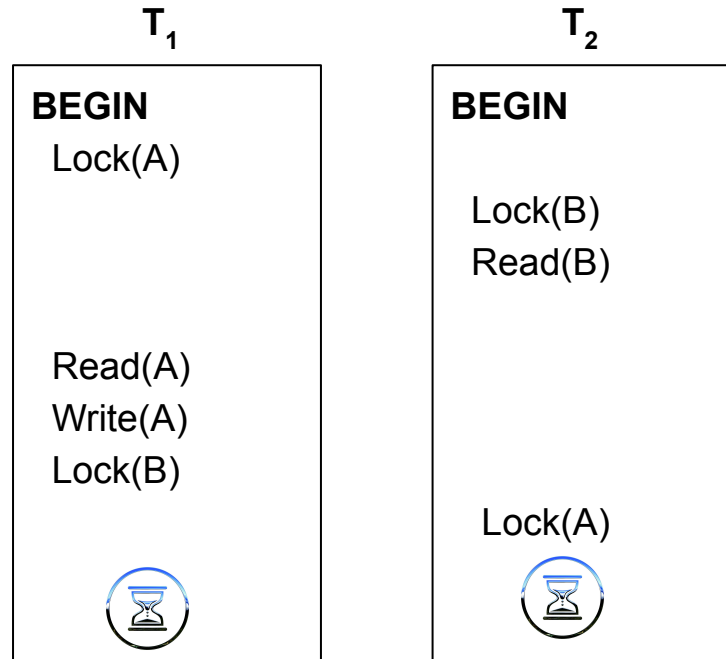 T₁
BEGIN
Lock(A)
Read(A)
Write(A)
Lock(B)
T₂
BEGIN
Lock(B)
Read(B)
Lock(A)